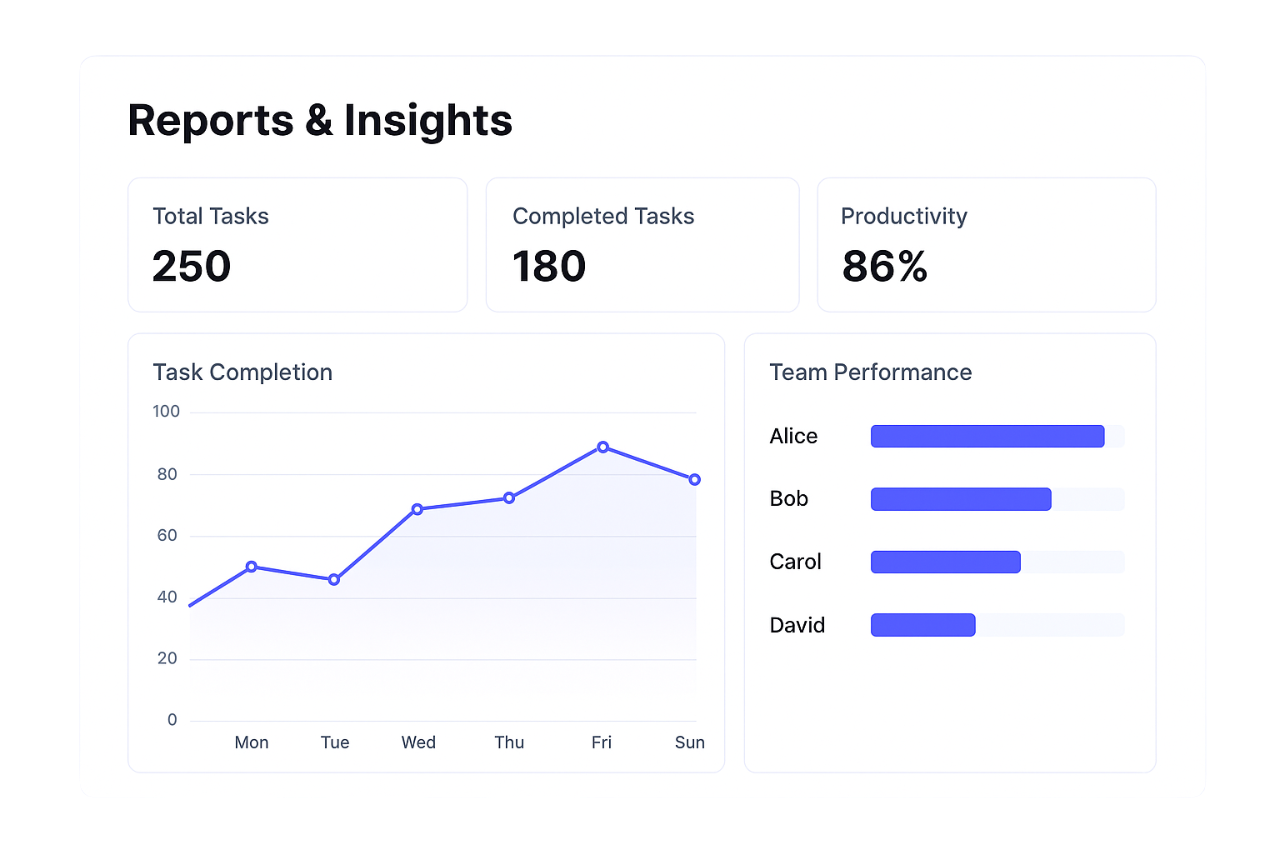 Reports & Insights
Total Tasks
250
Completed Tasks
180
Productivity
86%
Task Completion
100
80
60
40
20
0
Mon Tue Wed Thu Fri Sun
Team Performance
Alice
Bob
Carol
David